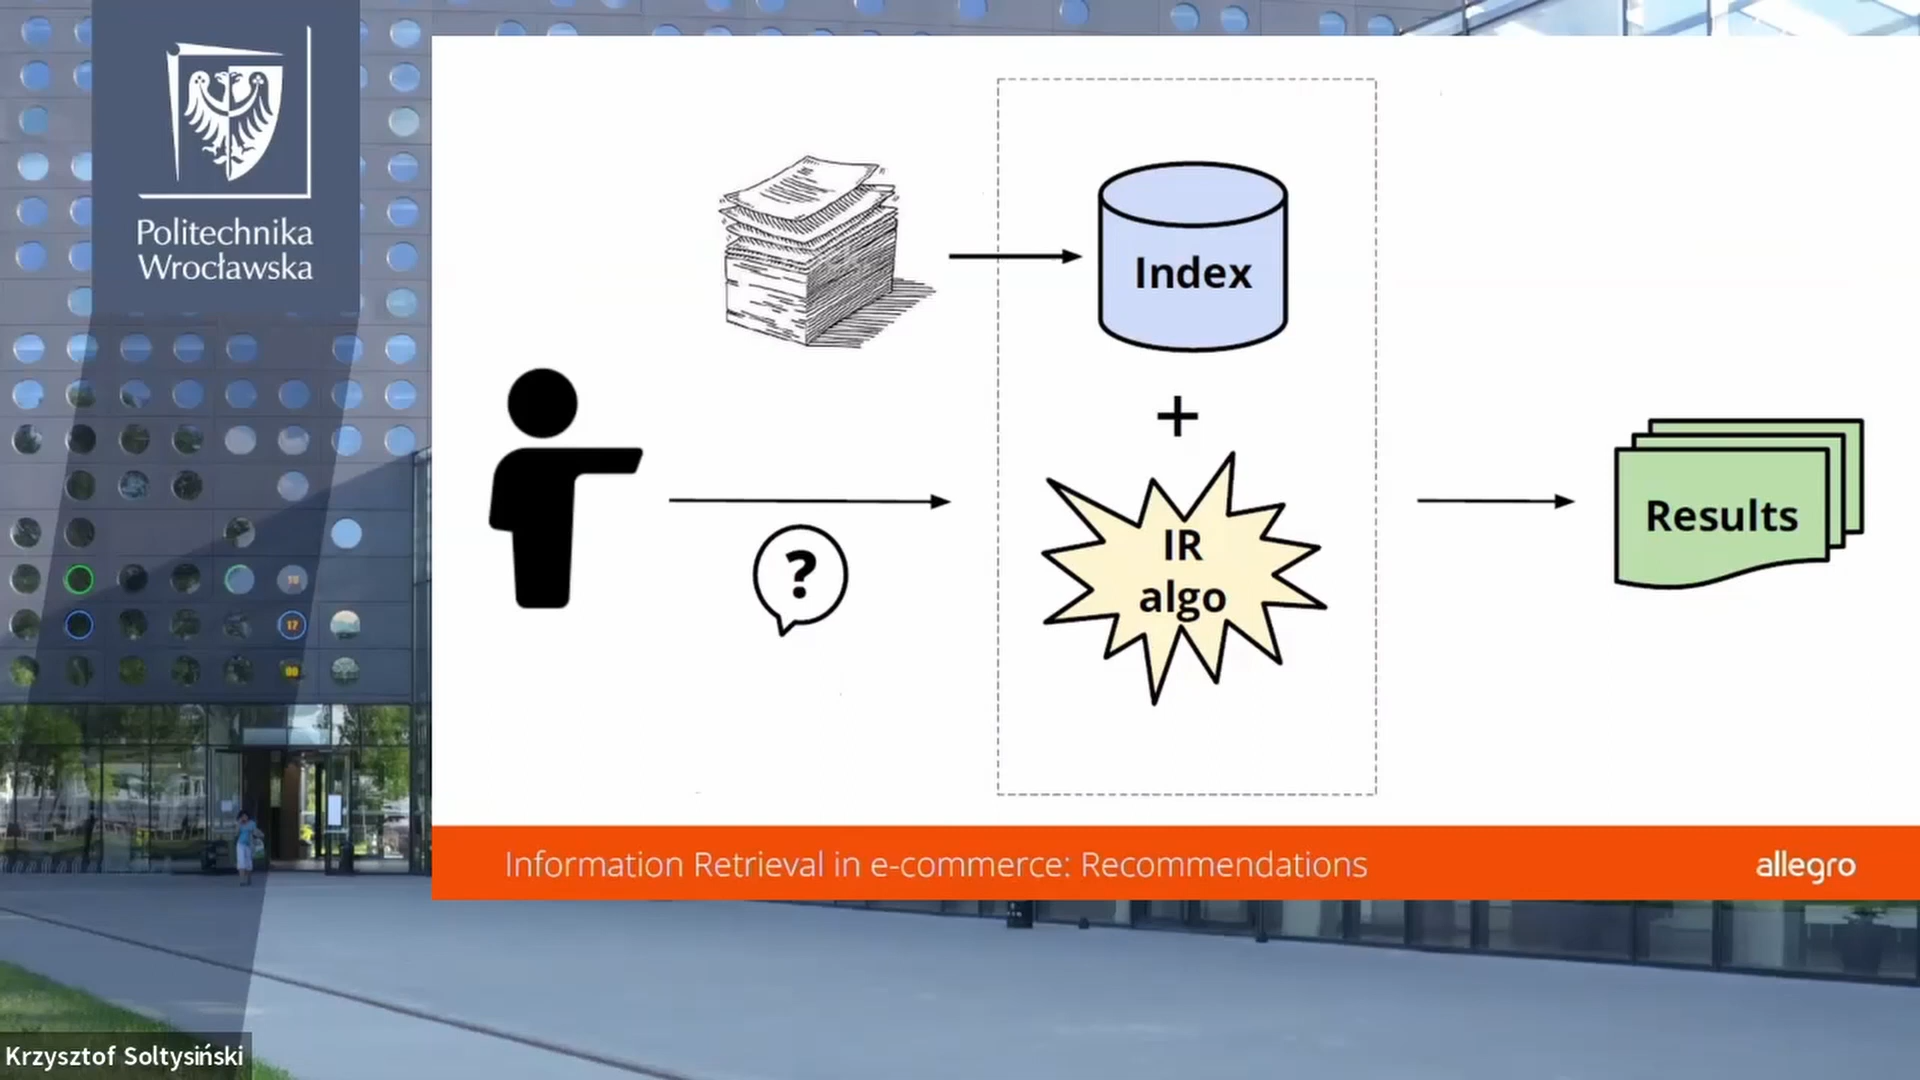 Politechnika
Wrocławska
Index
+
?
IR
algo
Results
Information Retrieval in e-commerce: Recommendations
allegro
Krzysztof Soltysiński